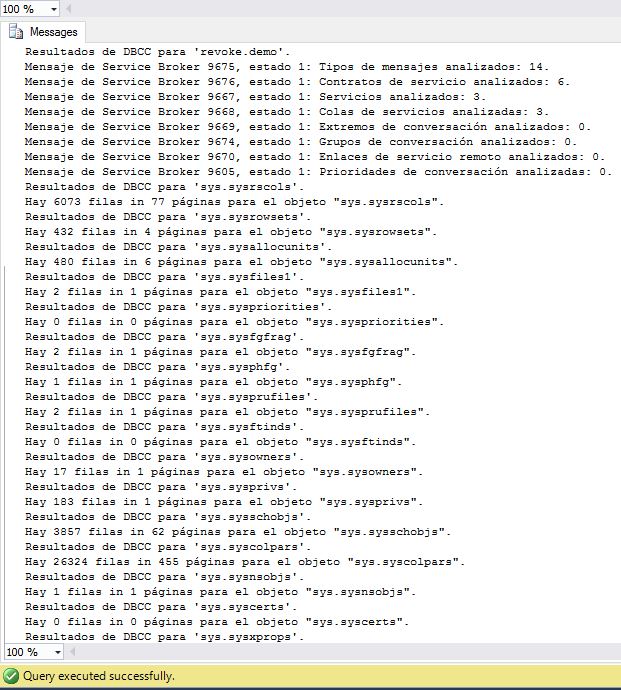 100 %
Messages
Resultados de DBCC para 'revoke.demo'.
Mensaje de Service Broker 9675, estado 1: Tipos de mensajes analizados: 14.
Mensaje de Service Broker 9676, estado 1: Contratos de servicio analizados: 6.
Mensaje de Service Broker 9667, estado 1: Servicios analizados: 3.
Mensaje de Service Broker 9668, estado 1: Colas de servicios analizadas: 3.
Mensaje de Service Broker 9669, estado 1: Extremos de conversación analizados: 0.
Mensaje de Service Broker 9674, estado 1: Grupos de conversación analizados: 0.
Mensaje de Service Broker 9670, estado 1: Enlaces de servicio remoto analizados: 0.
Mensaje de Service Broker 9605, estado 1: Prioridades de conversación analizadas: 0.
Resultados de DBCC para 'sys.sysrscols'.
Hay 6073 filas in 77 páginas para el objeto "sys.sysrscols".
Resultados de DBCC para 'sys.sysrowsets'.
Hay 432 filas in 4 páginas para el objeto "sys.sysrowsets".
Resultados de DBCC para 'sys.sysallocunits'.
Hay 480 filas in 6 páginas para el objeto "sys.sysallocunits".
Resultados de DBCC para 'sys.sysfiles1'.
Hay 2 filas in 1 páginas para el objeto "sys.sysfiles1".
Resultados de DBCC para 'sys.syspriorities'.
Hay 0 filas in 0 páginas para el objeto "sys.syspriorities".
Resultados de DBCC para 'sys.sysfgfrag'.
Hay 2 filas in 1 páginas para el objeto "sys.sysfgfrag".
Resultados de DBCC para 'sys.sysphfg'.
Hay 1 filas in 1 páginas para el objeto "sys.sysphfg".
Resultados de DBCC para 'sys.sysprufiles'.
Hay 2 filas in 1 páginas para el objeto "sys.sysprufiles".
Resultados de DBCC para 'sys.sysftinds'.
Hay 0 filas in 0 páginas para el objeto "sys.sysftinds".
Resultados de DBCC para 'sys.sysowners'.
Hay 17 filas in 1 páginas para el objeto "sys.sysowners".
Resultados de DBCC para 'sys.sysprivs'.
Hay 183 filas in 1 páginas para el objeto "sys.sysprivs".
Resultados de DBCC para 'sys.sysschobjs'.
Hay 3857 filas in 62 páginas para el objeto "sys.sysschobjs".
Resultados de DBCC para 'sys.syscolpars'.
Hay 26324 filas in 455 páginas para el objeto "sys.syscolpars".
Resultados de DBCC para 'sys.sysnsobjs'.
Hay 1 filas in 1 páginas para el objeto "sys.sysnsobjs".
Resultados de DBCC para 'sys.syscerts'.
Hay 0 filas in 0 páginas para el objeto "sys.syscerts".
Resultados de DBCC para 'sys.sysxprops'.
100 %
Query executed successfully.